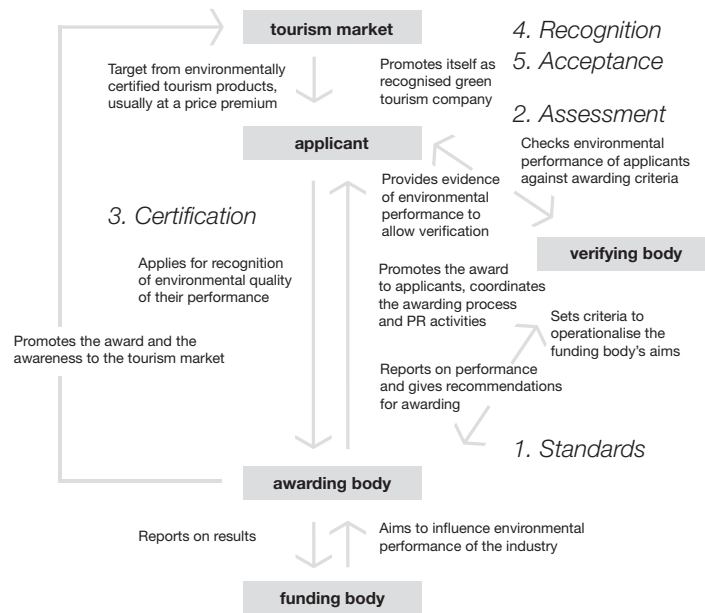 tourism market
4. Recognition
5. Acceptance
Target from environmentally
certified tourism products,
usually at a price premium
Promotes itself as
recognised green
tourism company
2. Assessment
Checks environmental
performance of applicants
against awarding criteria
applicant
Provides evidence
of environmental
performance to
allow verification
3. Certification
verifying body
Applies for recognition
of environmental quality
of their performance
Promotes the award
to applicants, coordinates
the awarding process
and PR activities
Sets criteria to
operationalise the
funding body's aims
Promotes the award and the
awareness to the tourism market
Reports on performance
and gives recommendations
for awarding
1. Standards
awarding body
Reports on results
Aims to influence environmental
performance of the industry
funding body